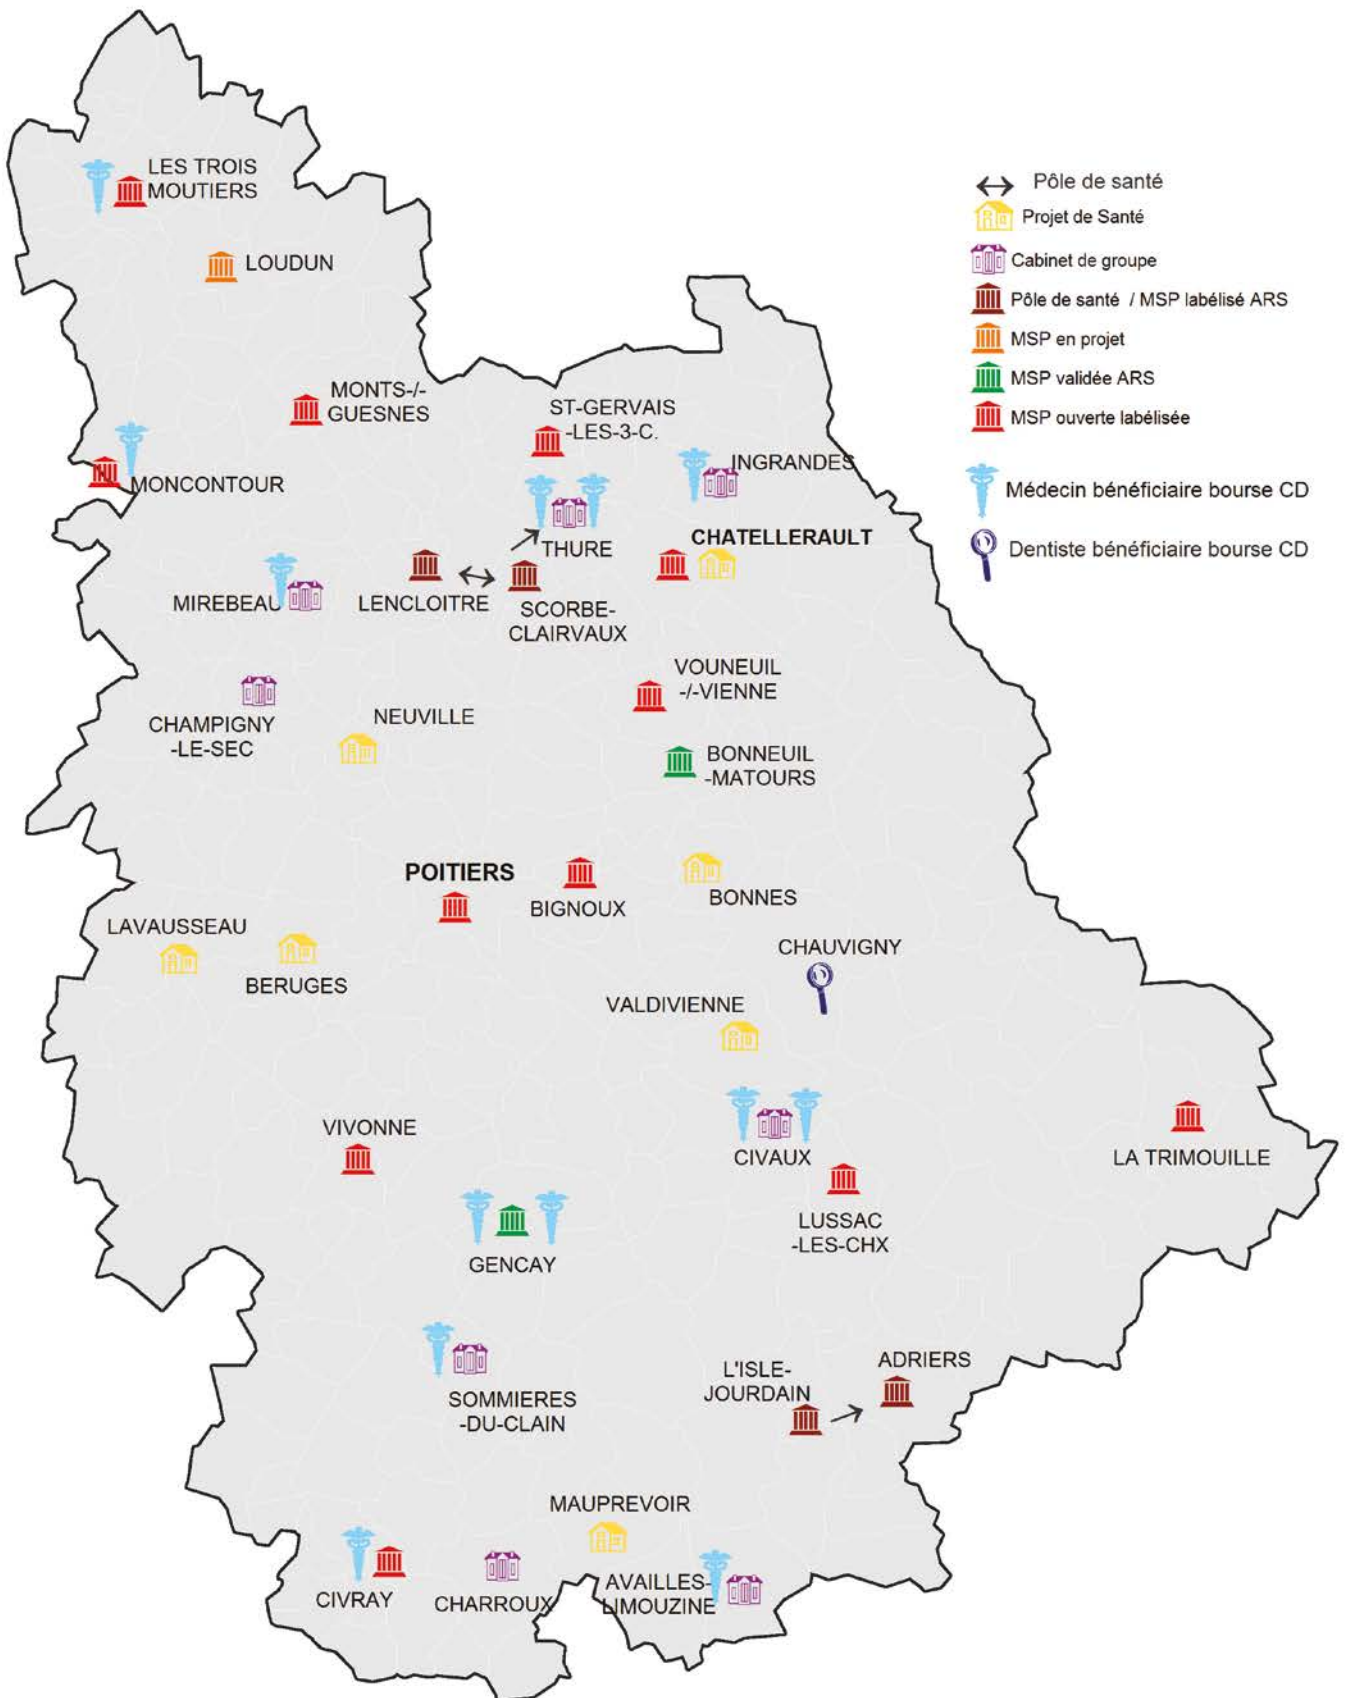 LES TROIS
MOUTIERS
LOUDUN
MONTS-/-
GUESNES
ST-GERVAIS
-LES-3-C.
INGRANDES
MONCONTOUR
THURE
CHATELLERAULT
MIREBEAU
LENCLOITRE
SCORBE-
CLAIRVAUX
VOUNEUIL
-/-VIENNE
CHAMPIGNY
-LE-SEC
NEUVILLE
BONNEUIL
-MATOURS
POITIERS
BIGNOUX
BONNES
LAVAUSSEAU
BERUGES
CHAUVIGNY
VALDIVIENNE
VIVONNE
CIVAUX
LA TRIMOUILLE
LUSSAC
-LES-CHX
GENCAY
SOMMIERES
-DU-CLAIN
L'ISLE-
JOURDAIN
ADRIERS
MAUPREVOIR
CIVRAY
CHARROUX
AVAILLES-
LIMOUZINE
Pôle de santé
Projet de Santé
Cabinet de groupe
Pôle de santé / MSP labélisé ARS
MSP en projet
MSP validée ARS
MSP ouverte labélisée
Médecin bénéficiaire bourse CD
Dentiste bénéficiaire bourse CD